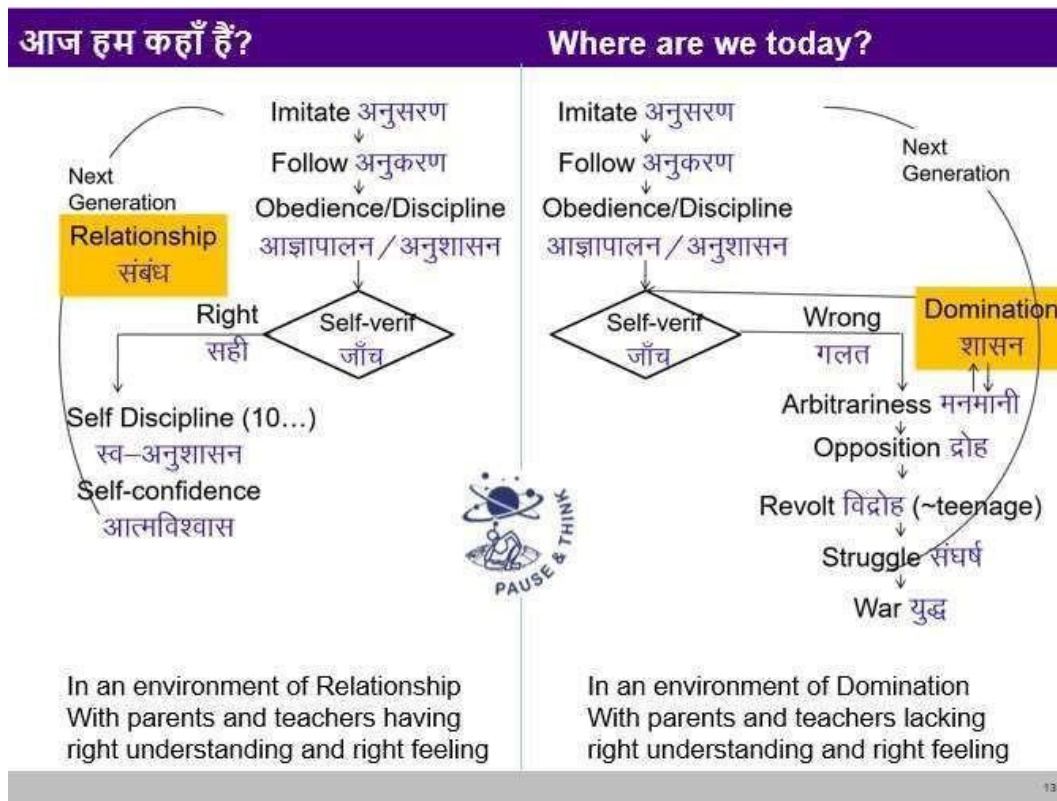 आज हम कहाँ हैं?
Where are we today?
Imitate अनुसरण
Follow अनुकरण
Next
Generation
Obedience/Discipline
Relationship
संबंध
आज्ञापालन / अनुशासन
Right
सही
Self-verif
जाँच
Self Discipline (10...)
स्व–अनुशासन
Self-confidence
आत्मविश्वास
In an environment of Relationship
With parents and teachers having
right understanding and right feeling
Imitate अनुसरण
Follow अनुकरण
Next
Generation
Obedience/Discipline
आज्ञापालन / अनुशासन
Self-verif
जाँच
Wrong
गलत
Domination
शासन
Arbitrariness मनमानी
Opposition द्रोह
Revolt विद्रोह (~teenage)
Struggle संघर्ष
War युद्ध
In an environment of Domination
With parents and teachers lacking
right understanding and right feeling
PAUSE & THINK
13